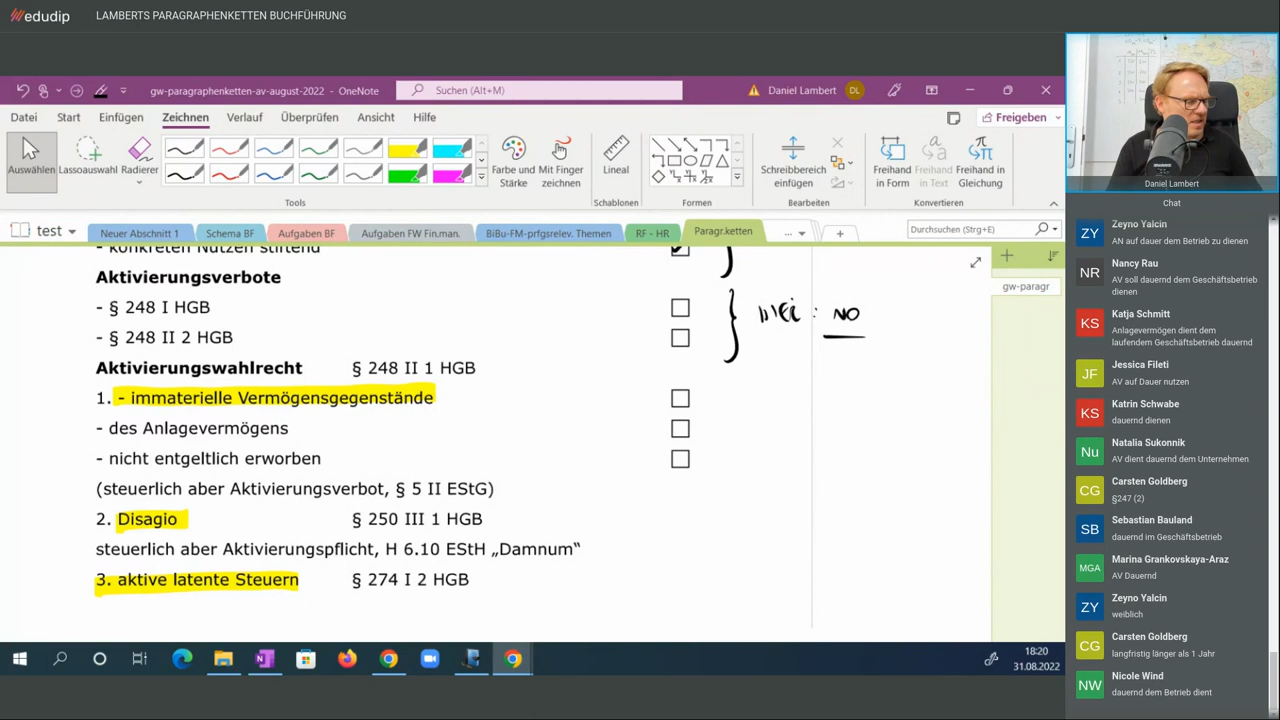 edudip
LAMBERTS PARAGRAPHENKETTEN BUCHFÜHRUNG
gw-paragraphenketten-av-august-2022 - OneNote
Suchen (Alt+M)
Daniel Lambert
DL
Datei
Start
Einfügen
Zeichnen
Verlauf
Überprüfen
Ansicht
Hilfe
Freigeben
Auswählen
Lassoauswahl
Radierer
Farbe und Stärke
Mit Finger zeichnen
Lineal
Schreibbereich einfügen
Freihand in Form
Freihand in Text
Freihand in Gleichung
Tools
Schablonen
Formen
Bearbeiten
Konvertieren
test
Neuer Abschnitt 1
Schema BF
Aufgaben BF
Aufgaben FW Fin.man.
BiBu-FM-prfgsrelev. Themen
RF - HR
Paragr.ketten
...
Durchsuchen (Strg+E)
gw-paragr
- konkreten Nutzen stiftend
Aktivierungsverbote
- § 248 I HGB
- § 248 II 2 HGB
NO
Aktivierungswahlrecht § 248 II 1 HGB
1. - immaterielle Vermögensgegenstände
- des Anlagevermögens
- nicht entgeltlich erworben
(steuerlich aber Aktivierungsverbot, § 5 II EStG)
2. Disagio § 250 III 1 HGB
steuerlich aber Aktivierungspflicht, H 6.10 EStH „Damnum“
3. aktive latente Steuern § 274 I 2 HGB
18:20
31.08.2022
Daniel Lambert
Chat
ZY
Zeyno Yalcin
AN auf dauer dem Betrieb zu dienen
NR
Nancy Rau
AV soll dauernd dem Geschäftsbetrieb
dienen
KS
Katja Schmitt
Anlagevermögen dient dem
laufendem Geschäftsbetrieb dauernd
JF
Jessica Fileti
AV auf Dauer nutzen
KS
Katrin Schwabe
dauernd dienen
Nu
Natalia Sukonnik
AV dient dauernd dem Unternehmen
CG
Carsten Goldberg
§247 (2)
SB
Sebastian Bauland
dauernd im Geschäftsbetrieb
MGA
Marina Grankovskaya-Araz
AV Dauernd
ZY
Zeyno Yalcin
weiblich
CG
Carsten Goldberg
langfristig länger als 1 Jahr
NW
Nicole Wind
dauernd dem Betrieb dient